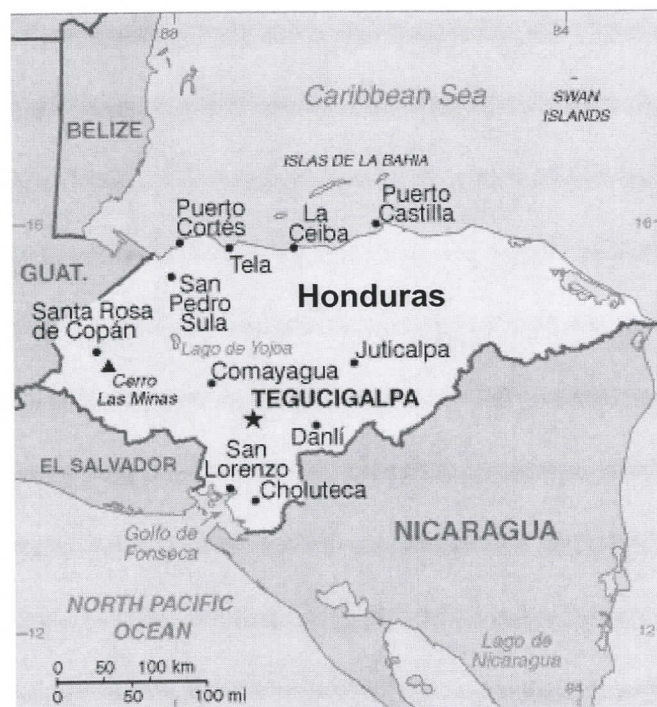 88
84
Caribbean Sea
SWAN
ISLANDS
BELIZE
ISLAS DE LA BAHIA
Puerto
Cortés
La
Ceiba
Puerto
Castilla
16
16
Tela
GUAT.
San
Pedro
Sula
Honduras
Santa Rosa
de Copán
Lago de Yojoa
Juticalpa
Cerro
Las Minas
Comayagua
TEGUCIGALPA
Danlí
EL SALVADOR
San
Lorenzo
Choluteca
Golfo de
Fonseca
NICARAGUA
NORTH PACIFIC
OCEAN
12
12
Lago de
Nicaragua
0 50 100 km
0 50 100 mi
84